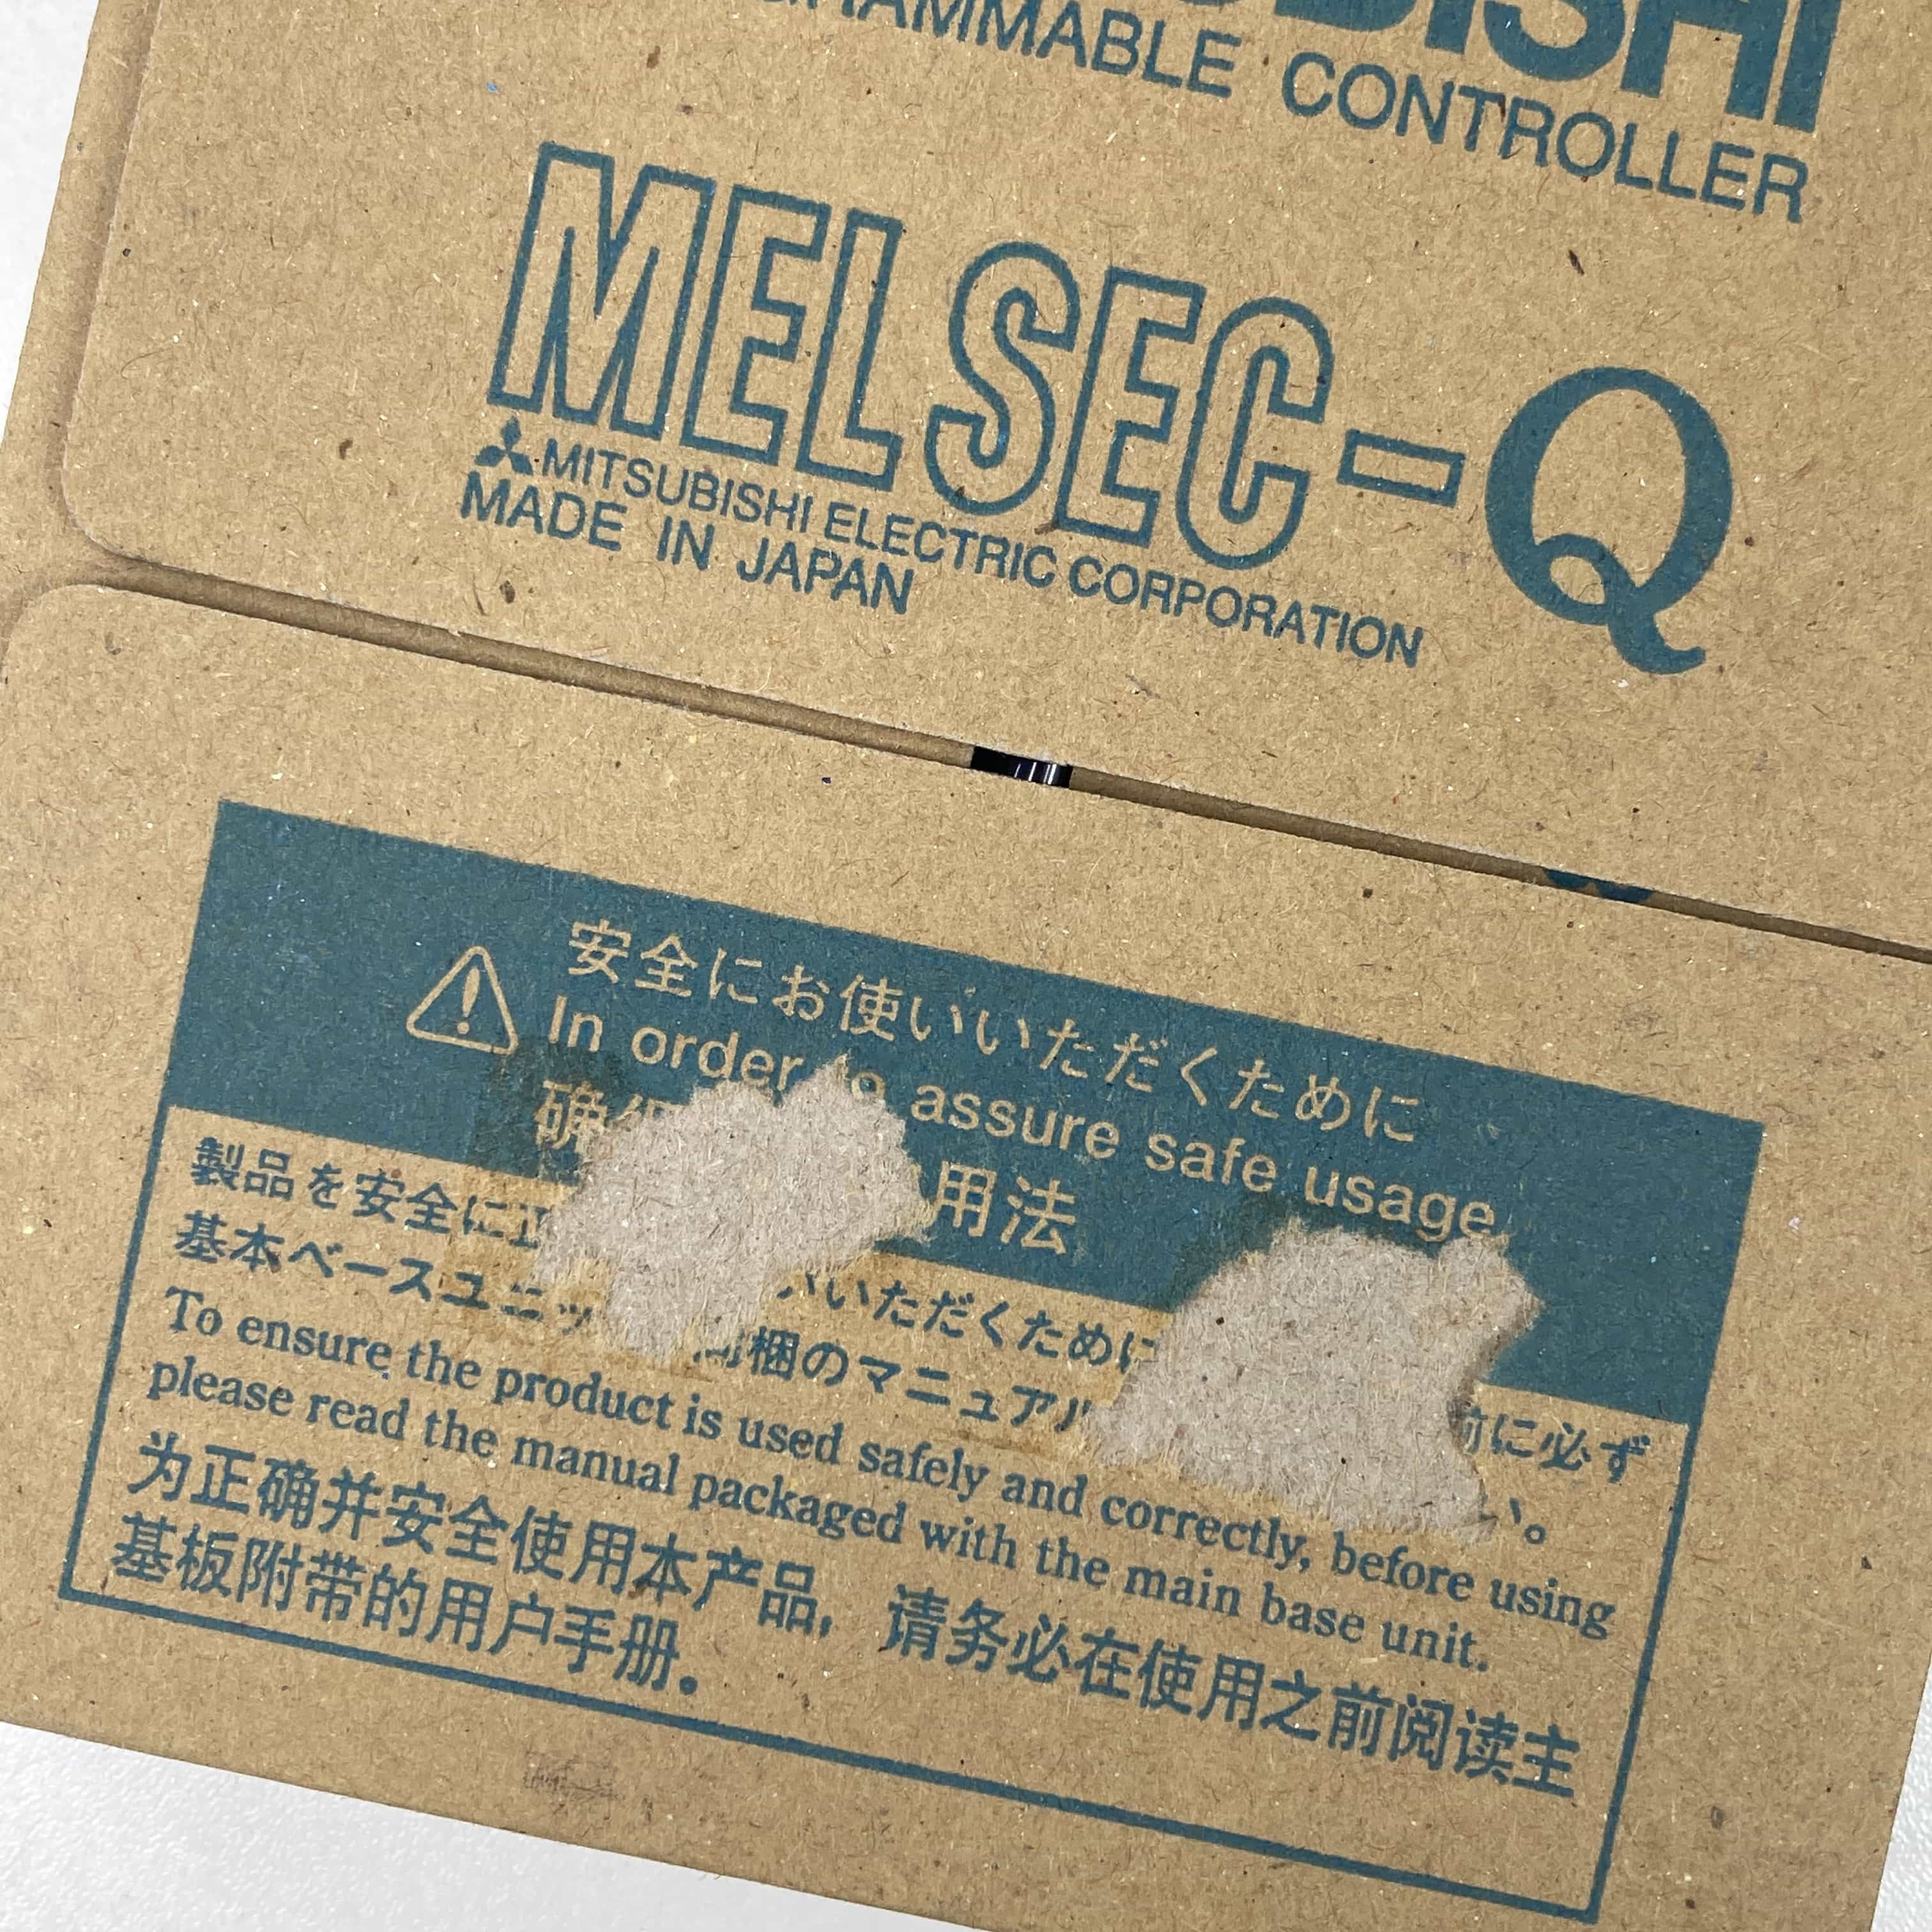 CONTROLLER
MELSEC-Q
MITSUBISHI ELECTRIC CORPORATION
MADE IN JAPAN
安全にお使いいただくために
In order to assure safe usage
用法
製品を安全に いただくために 前に必ず
基本ベースユニッ 同梱のマニュアル い。
To ensure the product is used safely and correctly, before using
please read the manual packaged with the main base unit.
为正确并安全使用本产品，请务必在使用之前阅读主
基板附带的用户手册。